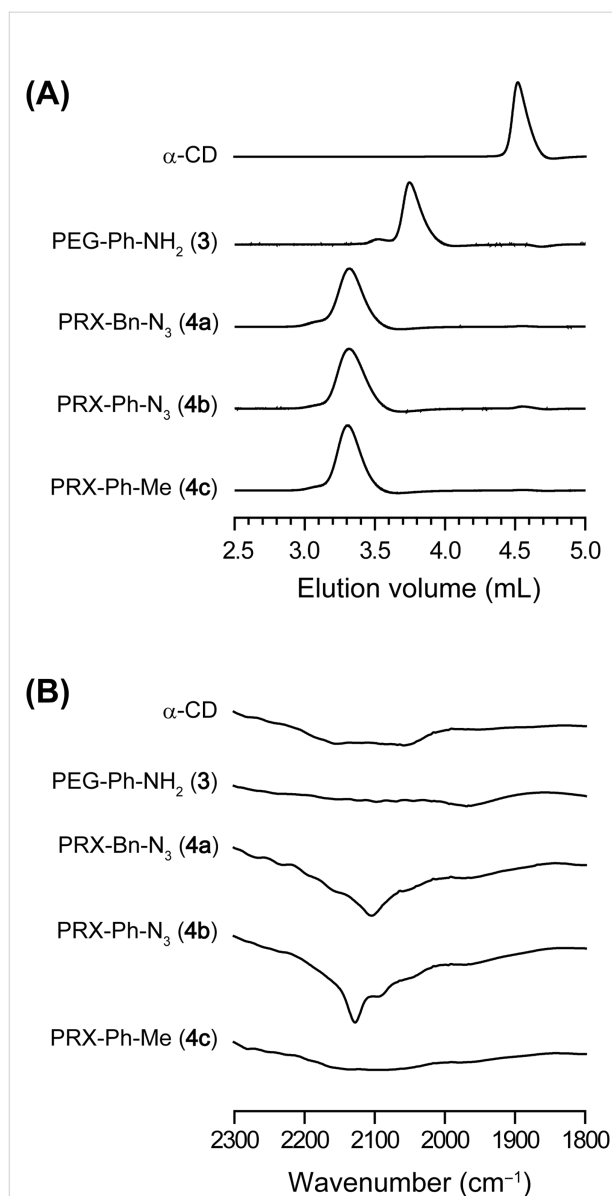 (A)
α-CD
PEG-Ph-NH₂ (3)
PRX-Bn-N₃ (4a)
PRX-Ph-N₃ (4b)
PRX-Ph-Me (4c)
2.5 3.0 3.5 4.0 4.5 5.0
Elution volume (mL)
(B)
α-CD
PEG-Ph-NH₂ (3)
PRX-Bn-N₃ (4a)
PRX-Ph-N₃ (4b)
PRX-Ph-Me (4c)
2300 2200 2100 2000 1900 1800
Wavenumber (cm⁻¹)